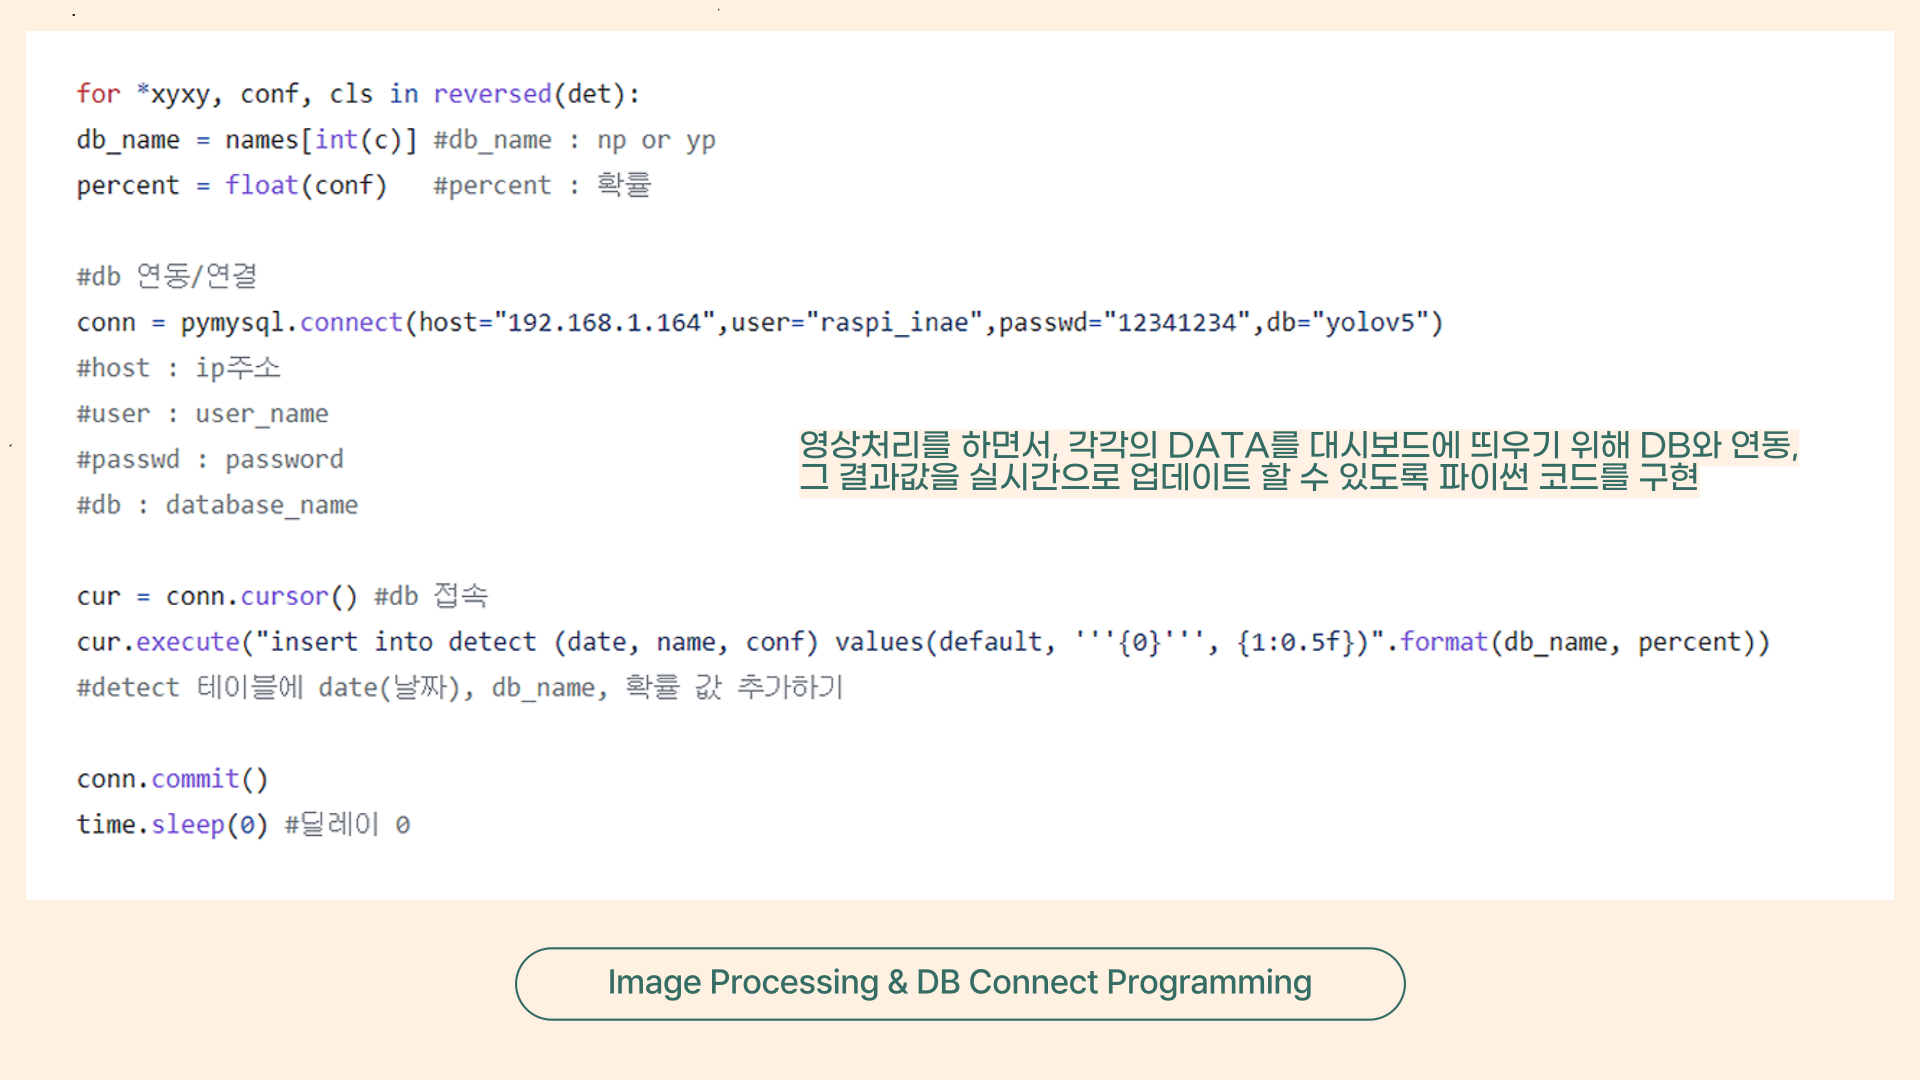 for *xyxy, conf, cls in reversed(det):
db_name = names[int(c)] #db_name : np or yp
percent = float(conf)   #percent : 확률
#db 연동/연결
conn = pymysql.connect(host="192.168.1.164",user="raspi_inae",passwd="12341234",db="yolov5")
#host : ip주소
#user : user_name
#passwd : password
#db : database_name
영상처리를 하면서, 각각의 DATA를 대시보드에 띄우기 위해 DB와 연동,
그 결과값을 실시간으로 업데이트 할 수 있도록 파이썬 코드를 구현
cur = conn.cursor() #db 접속
cur.execute("insert into detect (date, name, conf) values(default, '''{0}''', {1:0.5f})".format(db_name, percent))
#detect 테이블에 date(날짜), db_name, 확률 값 추가하기
conn.commit()
time.sleep(0) #딜레이 0
Image Processing & DB Connect Programming